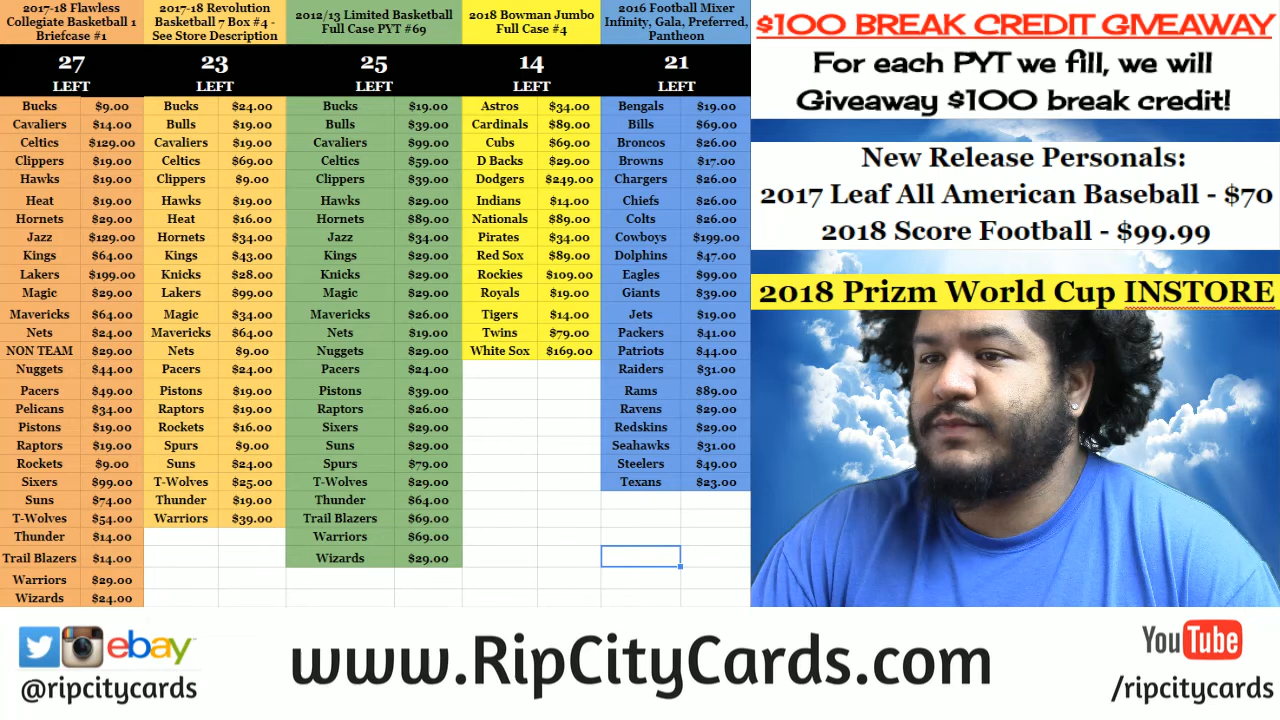 2017-18 Flawless
Collegiate Basketball 1
Briefcase #1
27
LEFT
Bucks $9.00
Cavaliers $14.00
Celtics $129.00
Clippers $19.00
Hawks $19.00
Heat $19.00
Hornets $29.00
Jazz $129.00
Kings $64.00
Lakers $199.00
Magic $29.00
Mavericks $64.00
Nets $24.00
NON TEAM $29.00
Nuggets $44.00
Pacers $49.00
Pelicans $34.00
Pistons $19.00
Raptors $19.00
Rockets $9.00
Sixers $99.00
Suns $74.00
T-Wolves $54.00
Thunder $14.00
Trail Blazers $14.00
Warriors $29.00
Wizards $24.00
2017-18 Revolution
Basketball 7 Box #4 -
See Store Description
23
LEFT
Bucks $24.00
Bulls $19.00
Cavaliers $19.00
Celtics $69.00
Clippers $9.00
Hawks $19.00
Heat $16.00
Hornets $34.00
Kings $43.00
Knicks $28.00
Lakers $99.00
Magic $34.00
Mavericks $64.00
Nets $9.00
Pacers $24.00
Pistons $19.00
Raptors $19.00
Rockets $16.00
Spurs $9.00
Suns $24.00
T-Wolves $25.00
Thunder $19.00
Warriors $39.00
2012/13 Limited Basketball
Full Case PYT #69
25
LEFT
Bucks $19.00
Bulls $39.00
Cavaliers $99.00
Celtics $59.00
Clippers $39.00
Hawks $29.00
Hornets $89.00
Jazz $34.00
Kings $29.00
Knicks $29.00
Magic $29.00
Mavericks $26.00
Nets $19.00
Nuggets $29.00
Pacers $24.00
Pistons $39.00
Raptors $26.00
Sixers $29.00
Suns $29.00
Spurs $79.00
T-Wolves $29.00
Thunder $64.00
Trail Blazers $69.00
Warriors $69.00
Wizards $29.00
2018 Bowman Jumbo
Full Case #4
14
LEFT
Astros $34.00
Cardinals $89.00
Cubs $69.00
D Backs $29.00
Dodgers $249.00
Indians $14.00
Nationals $89.00
Pirates $34.00
Red Sox $89.00
Rockies $109.00
Royals $19.00
Tigers $14.00
Twins $79.00
White Sox $169.00
2016 Football Mixer
Infinity, Gala, Preferred,
Pantheon
21
LEFT
Bengals $19.00
Bills $69.00
Broncos $26.00
Browns $17.00
Chargers $26.00
Chiefs $26.00
Colts $26.00
Cowboys $199.00
Dolphins $47.00
Eagles $99.00
Giants $39.00
Jets $19.00
Packers $41.00
Patriots $44.00
Raiders $31.00
Rams $89.00
Ravens $29.00
Redskins $29.00
Seahawks $31.00
Steelers $49.00
Texans $23.00
$100 BREAK CREDIT GIVEAWAY
For each PYT we fill, we will
Giveaway $100 break credit!
New Release Personals:
2017 Leaf All American Baseball - $70
2018 Score Football - $99.99
2018 Prizm World Cup INSTORE
ebay
@ripcitycards
www.RipCityCards.com
YouTube
/ripcitycards